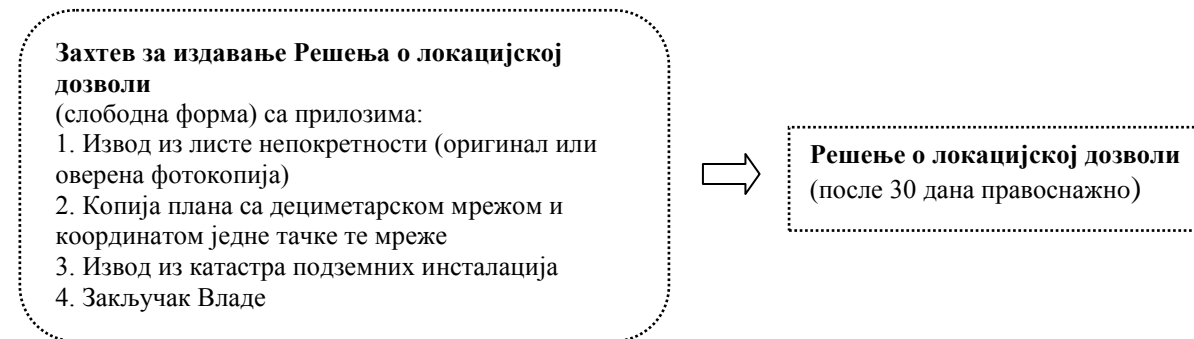 Захтев за издавање Решења о локацијској
дозволи
(слободна форма) са прилозима:
1. Извод из листе непокретности (оригинал или
оверена фотокопија)
2. Копија плана са дециметарском мрежом и
координатом једне тачке те мреже
3. Извод из катастра подземних инсталација
4. Закључак Владе
Решење о локацијској дозволи
(после 30 дана правоснажно)